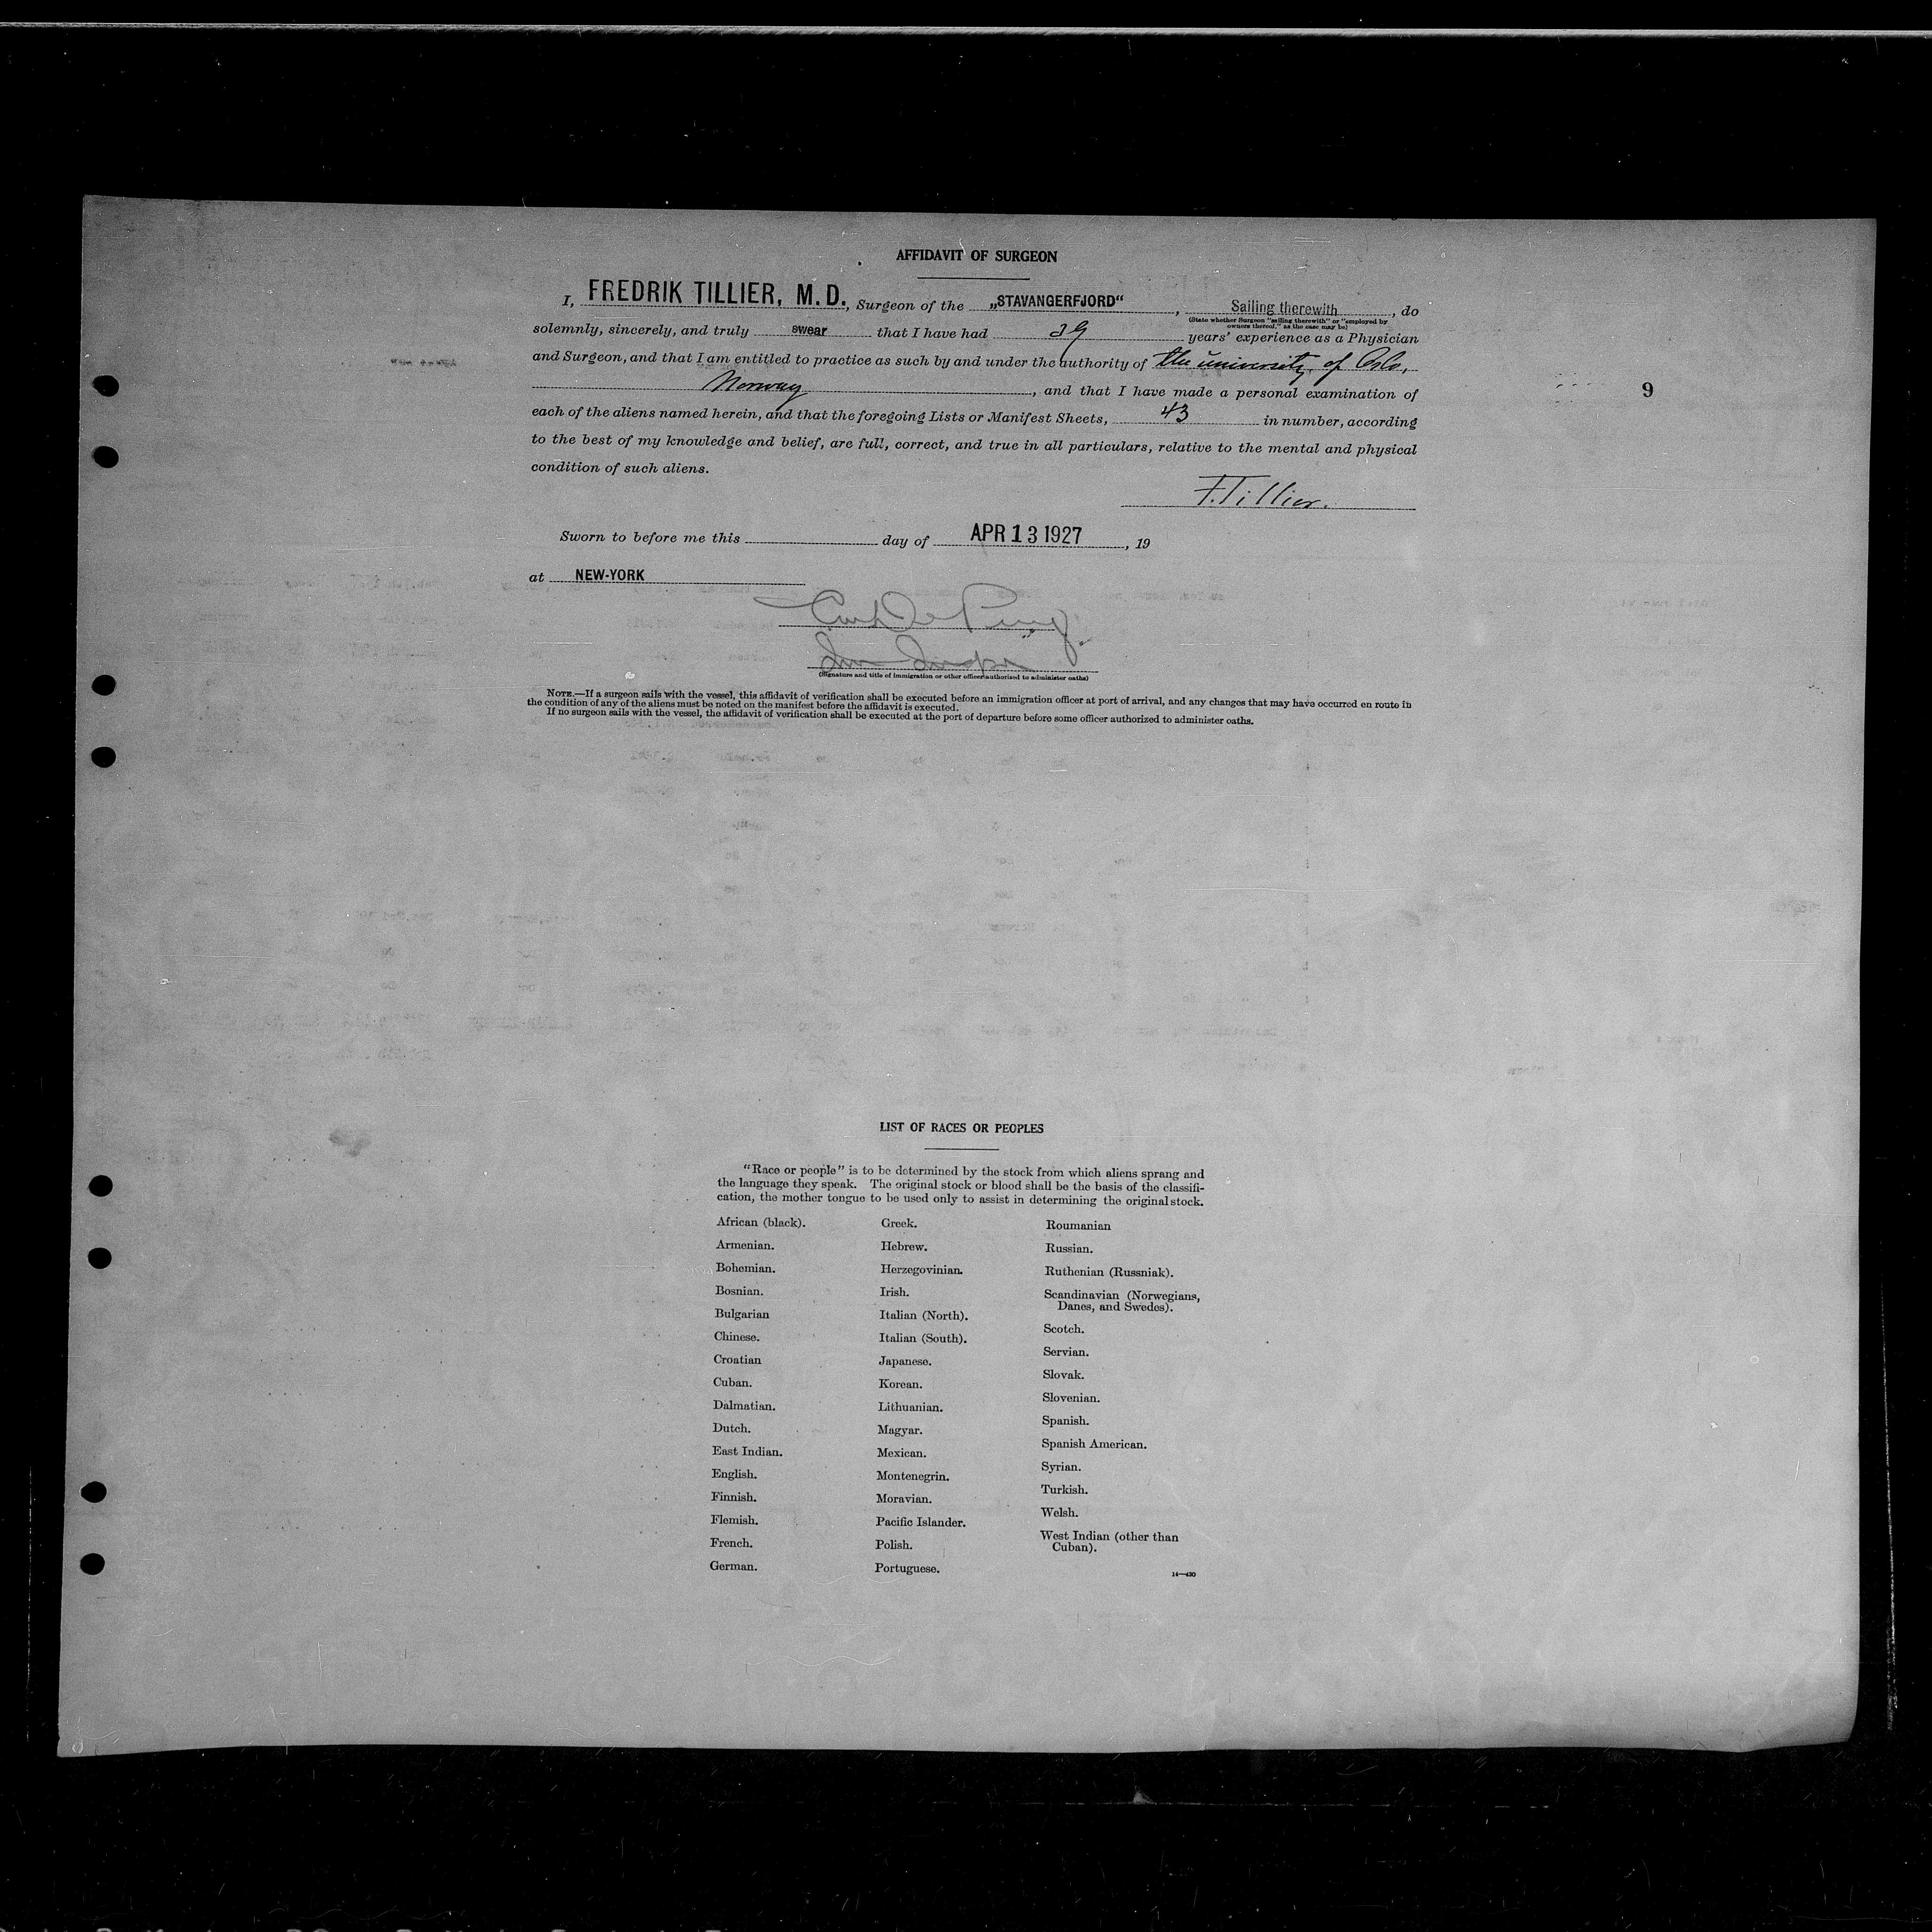 AFFIDAVIT OF SURGEON
I, FREDRIK TILLIER, M.D., Surgeon of the „STAVANGERFJORD“, Sailing therewith, do
(State whether Surgeon "sailing therewith" or "employed by
owners thereof," as the case may be)
solemnly, sincerely, and truly swear that I have had 29 years' experience as a Physician
and Surgeon, and that I am entitled to practice as such by and under the authority of the university of Oslo,
Norway, and that I have made a personal examination of
9
each of the aliens named herein, and that the foregoing Lists or Manifest Sheets, 43 in number, according
to the best of my knowledge and belief, are full, correct, and true in all particulars, relative to the mental and physical
condition of such aliens.
F. Tillier.
Sworn to before me this day of APR 13 1927, 19
at NEW-YORK
(Signature and title of immigration or other officer authorized to administer oaths)
NOTE.—If a surgeon sails with the vessel, this affidavit of verification shall be executed before an immigration officer at port of arrival, and any changes that may have occurred en route in
the condition of any of the aliens must be noted on the manifest before the affidavit is executed.
If no surgeon sails with the vessel, the affidavit of verification shall be executed at the port of departure before some officer authorized to administer oaths.
LIST OF RACES OR PEOPLES
"Race or people" is to be determined by the stock from which aliens sprang and
the language they speak. The original stock or blood shall be the basis of the classifi-
cation, the mother tongue to be used only to assist in determining the original stock.
African (black).
Armenian.
Bohemian.
Bosnian.
Bulgarian
Chinese.
Croatian
Cuban.
Dalmatian.
Dutch.
East Indian.
English.
Finnish.
Flemish.
French.
German.
Greek.
Hebrew.
Herzegovinian.
Irish.
Italian (North).
Italian (South).
Japanese.
Korean.
Lithuanian.
Magyar.
Mexican.
Montenegrin.
Moravian.
Pacific Islander.
Polish.
Portuguese.
Roumanian
Russian.
Ruthenian (Russniak).
Scandinavian (Norwegians,
Danes, and Swedes).
Scotch.
Servian.
Slovak.
Slovenian.
Spanish.
Spanish American.
Syrian.
Turkish.
Welsh.
West Indian (other than
Cuban).
14—430